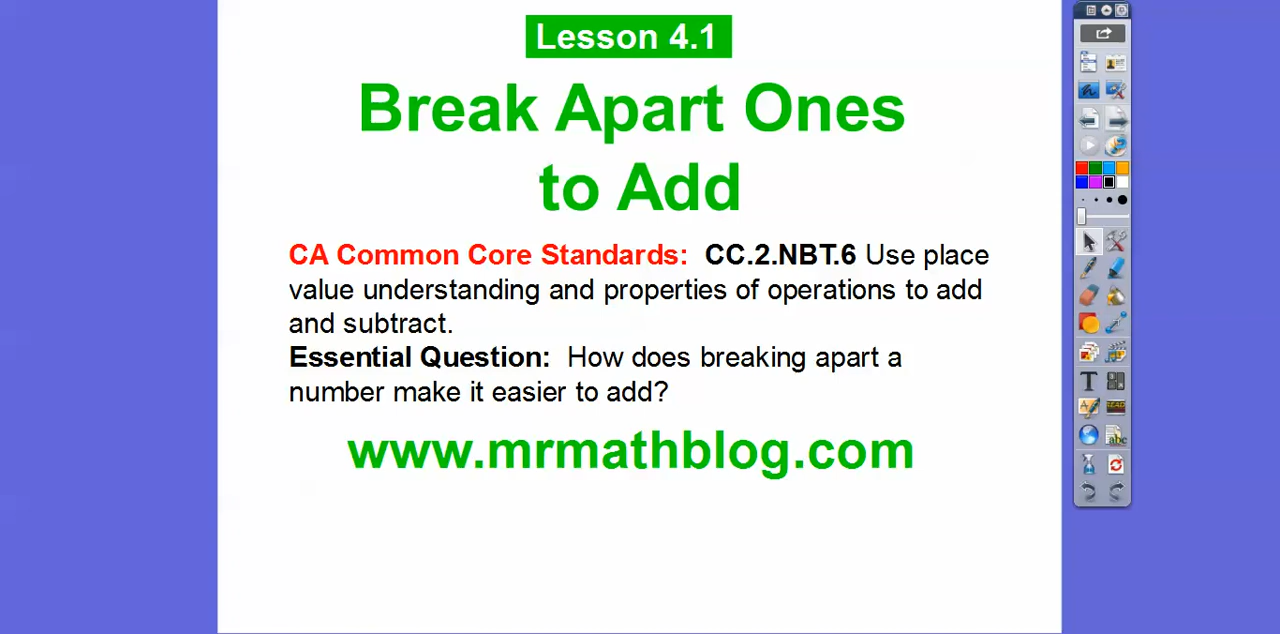 Lesson 4.1
Break Apart Ones
to Add
CA Common Core Standards: CC.2.NBT.6 Use place
value understanding and properties of operations to add
and subtract.
Essential Question: How does breaking apart a
number make it easier to add?
www.mrmathblog.com
T
abc